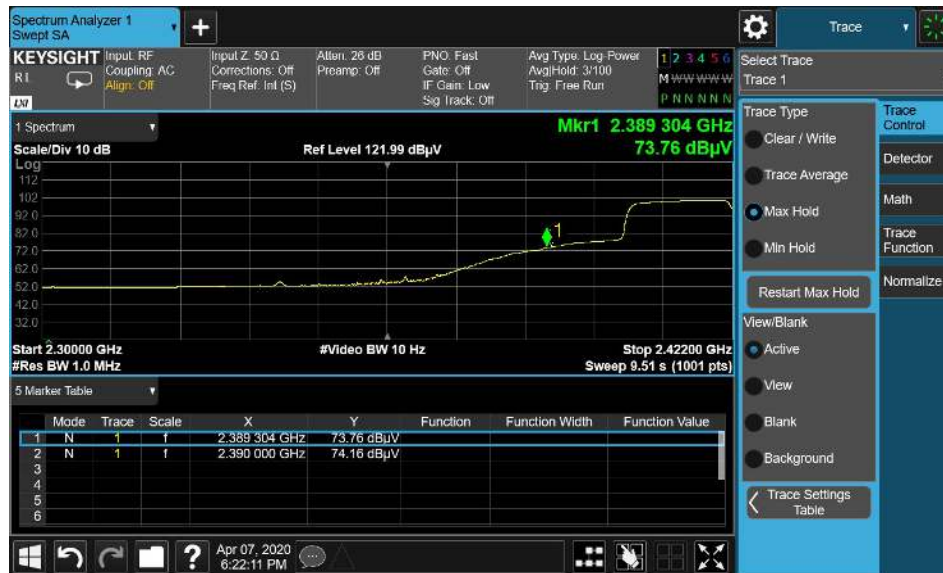 Spectrum Analyzer 1
Swept SA
+
Trace
KEYSIGHT
Input: RF
Coupling: AC
Align: Off
Input Z: 50 Ω
Corrections: Off
Freq Ref: Int (S)
Atten: 26 dB
Preamp: Off
PNO: Fast
Gate: Off
IF Gain: Low
Sig Track: Off
Avg Type: Log-Power
Avg|Hold: 3/100
Trig: Free Run
1 2 3 4 5 6
M W W W W W
P N N N N N
LXI
Select Trace
Trace 1
1 Spectrum
Mkr1 2.389 304 GHz
Scale/Div 10 dB
Ref Level 121.99 dBµV
73.76 dBµV
Log
112
102
92.0
82.0
72.0
62.0
52.0
42.0
32.0
1
Start 2.30000 GHz
#Video BW 10 Hz
Stop 2.42200 GHz
#Res BW 1.0 MHz
Sweep 9.51 s (1001 pts)
5 Marker Table
Mode Trace Scale X Y Function Function Width Function Value
1 N 1 f 2.389 304 GHz 73.76 dBµV
2 N 1 f 2.390 000 GHz 74.16 dBµV
3
4
5
6
Trace Type
Clear / Write
Trace Average
Max Hold
Min Hold
Restart Max Hold
View/Blank
Active
View
Blank
Background
Trace Settings
Table
Trace
Control
Detector
Math
Trace
Function
Normalize
?
Apr 07, 2020
6:22:11 PM